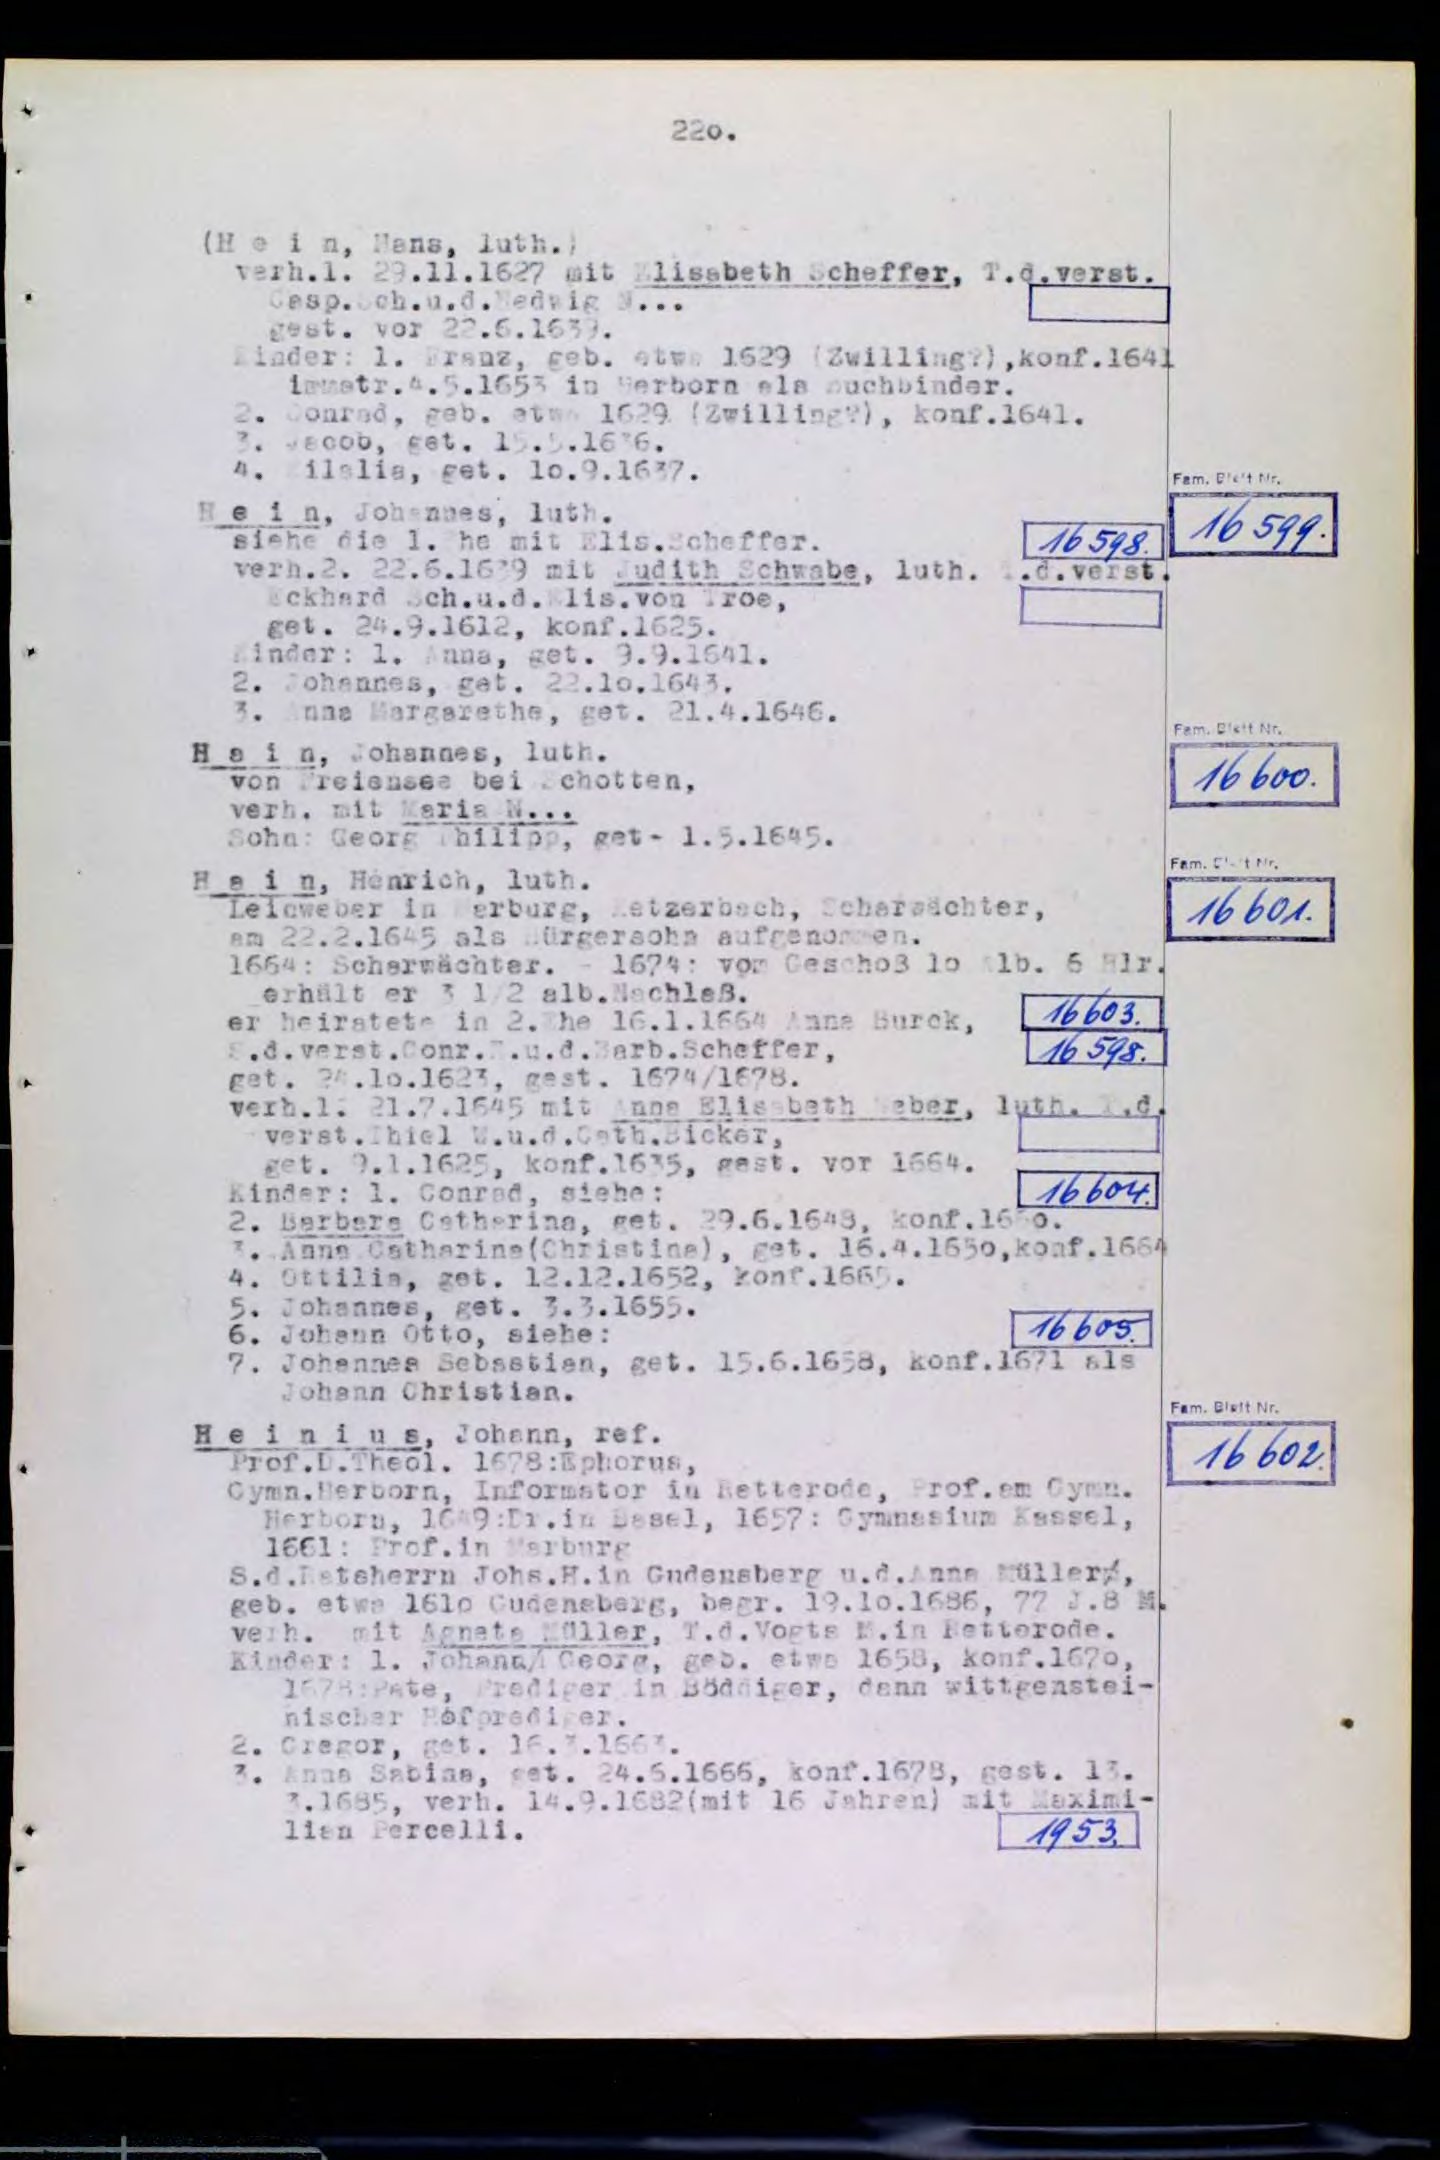 22o.
(H e i n, Hans, luth.)
verh.1. 29.11.1627 mit Elisabeth Scheffer, T.d.verst.
Casp.Sch.u.d.Hedwig N...
gest. vor 22.6.1639.
Kinder: 1. Franz, geb. etwa 1629 (Zwilling?),konf.1641
immatr.4.5.1653 in Herborn als Buchbinder.
2. Conrad, geb. etwa 1629 (Zwilling?), konf.1641.
3. Jacob, get. 15.5.1636.
4. get. 1o.9.1637.
Fam. Blatt Nr.
H e i n, Johannes, luth.
16599.
siehe die 1. Ehe mit Elis.Scheffer.
16598.
verh.2. 22.6.1639 mit Judith Schwabe, luth. T.d.verst.
Eckhard Sch.u.d.Elis.von Troe,
get. 24.9.1612, konf.1625.
Kinder: 1. Anna, get. 9.9.1641.
2. Johannes, get. 22.1o.1643.
3. Anna Margarethe, get. 21.4.1646.
Fam. Blatt Nr.
H e i n, Johannes, luth.
16600.
von Freiensee bei Schotten,
verh. mit Maria N...
Sohn: Georg Philipp, get- 1.5.1645.
Fam. Blatt Nr.
H e i n, Henrich, luth.
16601.
Leinweber in Marburg, Ketzerbach, Scharwächter,
am 22.2.1645 als Bürgersohn aufgenommen.
1664: Scharwächter. - 1674: vom Geschoß 1o Alb. 6 Hlr.
erhält er 3 1/2 alb.Nachlaß.
er heiratete in 2.Ehe 16.1.1664 Anna Burck,
16603.
.d.verst.Conr.B.u.d.Barb.Scheffer,
16598.
get. 24.1o.1623, gest. 1674/1678.
verh.1. 21.7.1645 mit Anna Elisabeth Weber, luth. T.d.
verst.Thiel W.u.d.Cath.Bicker,
get. 9.1.1625, konf.1635, gest. vor 1664.
Kinder: 1. Conrad, siehe:
16604.
2. Barbara Catharina, get. 29.6.1648, konf.166o.
3. Anna Catharina(Christina), get. 16.4.165o,konf.1664
4. Ottilia, get. 12.12.1652, konf.1665.
5. Johannes, get. 3.3.1655.
6. Johann Otto, siehe:
16605.
7. Johannes Sebastian, get. 15.6.1658, konf.1671 als
Johann Christian.
Fam. Blatt Nr.
H e i n i u s, Johann, ref.
16602.
Prof.D.Theol. 1678:Ephorus,
Gymn.Herborn, Informator in Retterode, Prof.am Gymn.
Herborn, 1649:Dr.in Basel, 1657: Gymnasium Kassel,
1661: Prof.in Marburg
S.d.Ratsherrn Johs.H.in Gudensberg u.d.Anna Müller,
geb. etwa 161o Gudensberg, begr. 19.1o.1686, 77 J.8 M.
verh. mit Agnata Müller, T.d.Vogts M.in Retterode.
Kinder: 1. Johann Georg, geb. etwa 1658, konf.167o,
1678:Pate, Prediger in Böddiger, dann wittgenstei-
nischer Hofprediger.
2. Gregor, get. 16.3.1663.
3. Anna Sabina, get. 24.6.1666, konf.1678, gest. 13.
3.1685, verh. 14.9.1682(mit 16 Jahren) mit Maximi-
lian Percelli.
1953.